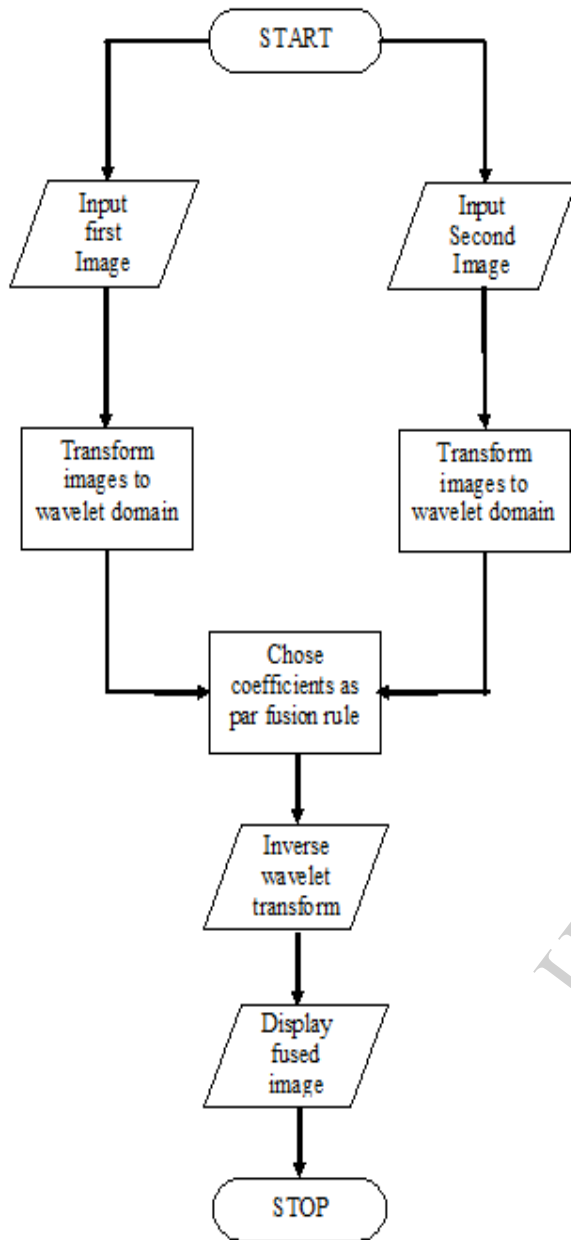 START
Input
first
Image
Input
Second
Image
Transform
images to
wavelet domain
Transform
images to
wavelet domain
Chose
coefficients as
par fusion rule
Inverse
wavelet
transform
Display
fused
image
STOP